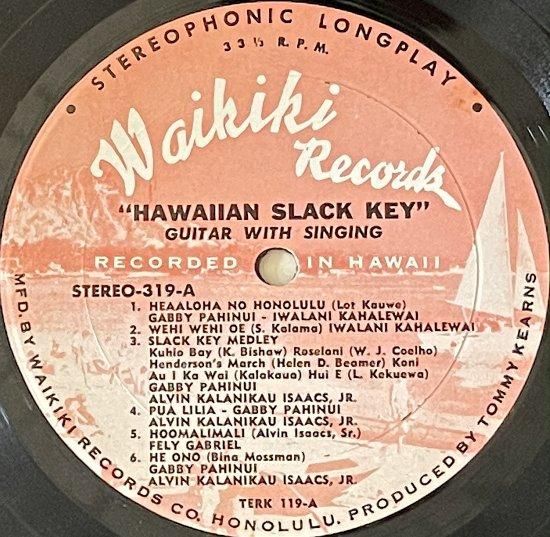 • STEREOPHONIC LONGPLAY •
33⅓ R.P.M.
Waikiki
Records
"HAWAIIAN SLACK KEY"
GUITAR WITH SINGING
RECORDED IN HAWAII
STEREO-319-A
1. HEAALOHA NO HONOLULU (Lot Kauwe)
GABBY PAHINUI - IWALANI KAHALEWAI
2. WEHI WEHI OE (S. Kalama) IWALANI KAHALEWAI
3. SLACK KEY MEDLEY
Kuhio Bay (K. Bishaw) Roselani (W. J. Coelho)
Henderson's March (Helen D. Beamer) Koni
Au I Ka Wai (Kalakaua) Hui E (L. Kekuewa)
GABBY PAHINUI
ALVIN KALANIKAU ISAACS, JR.
4. PUA LILIA - GABBY PAHINUI
ALVIN KALANIKAU ISAACS, JR.
5. HOOMALIMALI (Alvin Isaacs, Sr.)
FELY GABRIEL
6. HE ONO (Bina Mossman)
GABBY PAHINUI
ALVIN KALANIKAU ISAACS, JR.
TERK 119-A
MFD. BY WAIKIKI RECORDS CO. HONOLULU. PRODUCED BY TOMMY KEARNS